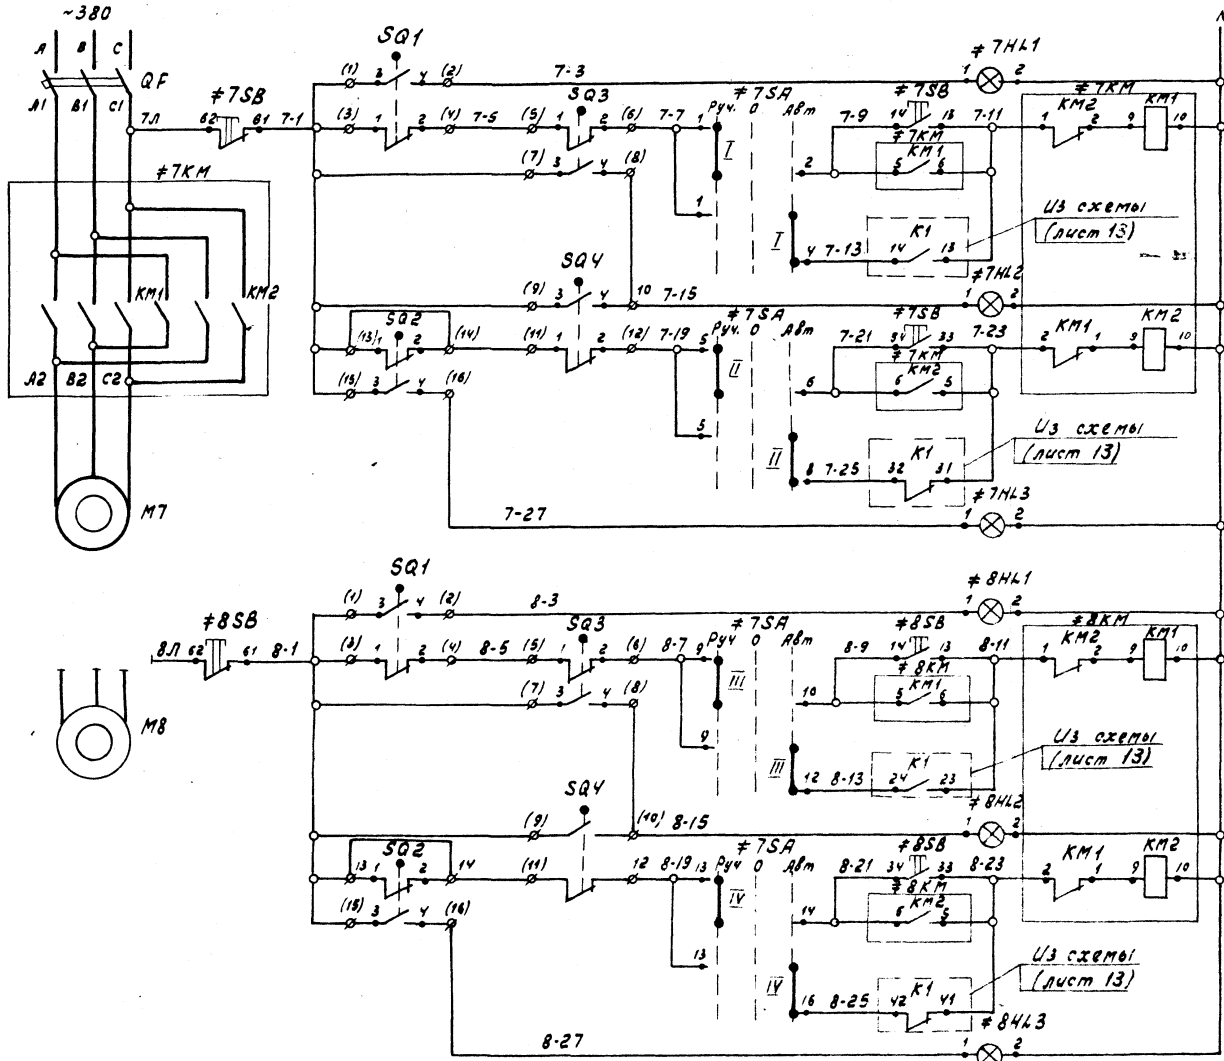 ~380
A B C
QF
A1 B1 C1
7Л
≠7SB
62 61 7-1
≠7KM
KM1 KM2
A2 B2 C2
M7
SQ1
(1) 3 4 (2) 7-3
≠7HL1
1 2
N
(3) 1 2 (4) 7-5 (5)
SQ3
1 2 (6) 7-7
≠7SA
Руч. 0 Авт
1 I
7-9
≠7SB
14 13 7-11
≠7KM
KM2 KM1
1 2 9 10
(7) 3 4 (8)
2
≠7KM
KM1
5 6
1
I
4 7-13
K1
14 13
Из схемы
(лист 13)
SQ4
(9) 3 4 10 7-15
≠7HL2
1 2
SQ2
(13) 1 2 (14) (11) 1 2 (12) 7-19
≠7SA
Руч. 0 Авт
5 II
7-21
≠7SB
34 33 7-23
KM1 KM2
2 1 9 10
(15) 3 4 (16)
6
≠7KM
KM2
6 5
5
II
8 7-25
K1
32 31
Из схемы
(лист 13)
7-27
≠7HL3
1 2
SQ1
(1) 3 4 (2) 8-3
≠8HL1
1 2
≠8SB
8Л 62 61 8-1
(3) 1 2 (4) 8-5 (5)
SQ3
1 2 (6) 8-7
≠7SA
Руч 0 Авт
9 III
8-9
≠8SB
14 13 8-11
≠8KM
KM2 KM1
1 2 9 10
M8
(7) 3 4 (8)
10
≠8KM
KM1
5 6
9
III
12 8-13
K1
24 23
Из схемы
(лист 13)
SQ4
(9) 3 4 (10) 8-15
≠8HL2
1 2
SQ2
13 1 2 14 (11) 1 2 12 8-19
≠7SA
Руч 0 Авт
13 IV
8-21
≠8SB
34 33 8-23
KM1 KM2
2 1 9 10
(15) 3 4 (16)
14
≠8KM
KM2
6 5
13
IV
16 8-25
K1
42 41
Из схемы
(лист 13)
8-27
≠8HL3
1 2